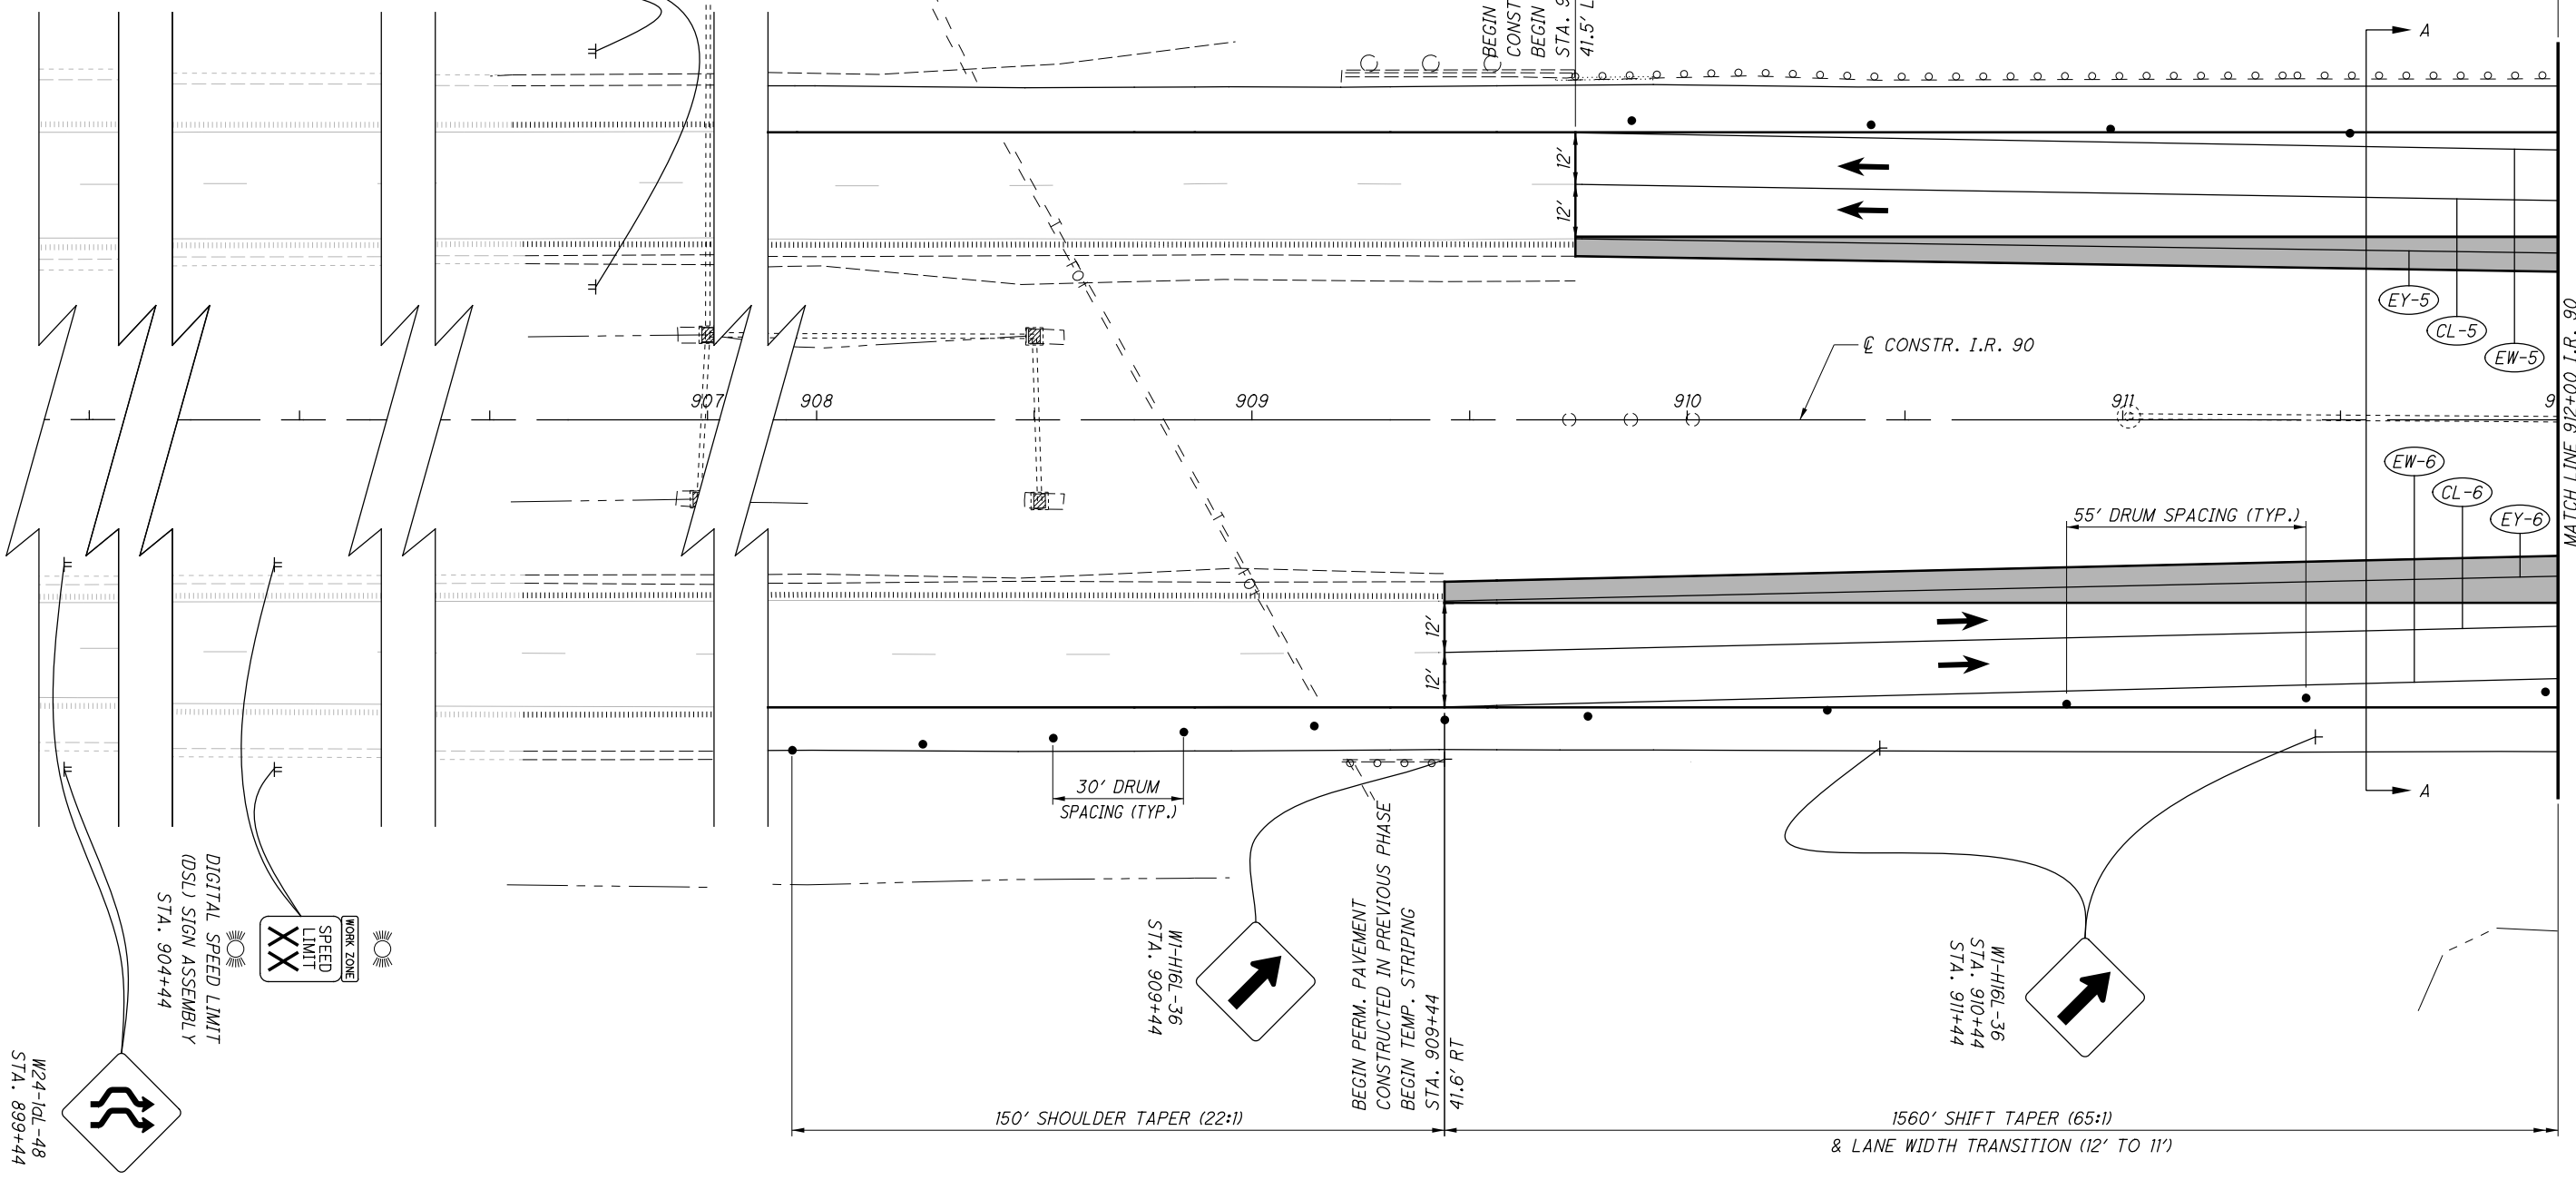 BEGIN
CONST
BEGIN
STA. 9
41.5' L
A
12'
12'
EY-5
CL-5
EW-5
℄ CONSTR. I.R. 90
907
908
909
910
911
9
MATCH LINE 912+00 I.R. 90
T
FOT
T
FOT
EW-6
CL-6
EY-6
55' DRUM SPACING (TYP.)
12'
12'
30' DRUM
SPACING (TYP.)
A
DIGITAL SPEED LIMIT
(DSL) SIGN ASSEMBLY
STA. 904+44
WORK ZONE
SPEED
LIMIT
XX
W24-1aL-48
STA. 899+44
W1-H16L-36
STA. 909+44
BEGIN PERM. PAVEMENT
CONSTRUCTED IN PREVIOUS PHASE
BEGIN TEMP. STRIPING
STA. 909+44
41.6' RT
W1-H16L-36
STA. 910+44
STA. 911+44
150' SHOULDER TAPER (22:1)
1560' SHIFT TAPER (65:1)
& LANE WIDTH TRANSITION (12' TO 11')